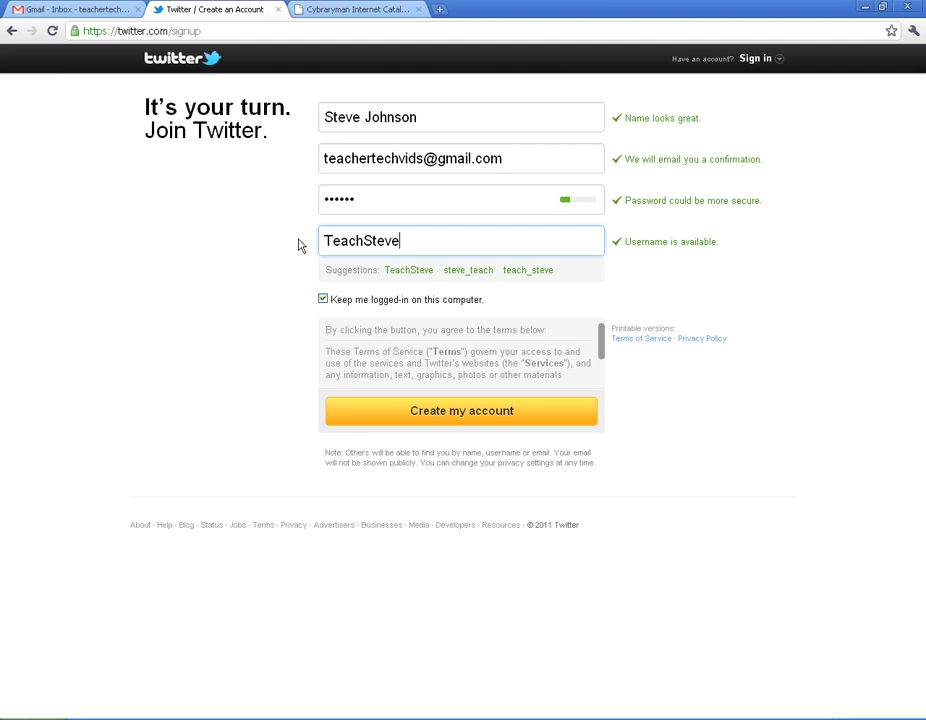 Gmail - Inbox - teachertech...
Twitter / Create an Account
Cybraryman Internet Catal...
https://twitter.com/signup
twitter
Have an account? Sign in
It's your turn.
Join Twitter.
Steve Johnson
Name looks great.
teachertechvids@gmail.com
We will email you a confirmation.
••••••
Password could be more secure.
TeachSteve
Username is available.
Suggestions: TeachSteve · steve_teach · teach_steve
Keep me logged-in on this computer.
By clicking the button, you agree to the terms below:
These Terms of Service ("Terms") govern your access to and
use of the services and Twitter's websites (the "Services"), and
any information, text, graphics, photos or other materials
Printable versions:
Terms of Service · Privacy Policy
Create my account
Note: Others will be able to find you by name, username or email. Your email
will not be shown publicly. You can change your privacy settings at any time.
About · Help · Blog · Status · Jobs · Terms · Privacy · Advertisers · Businesses · Media · Developers · Resources · © 2011 Twitter